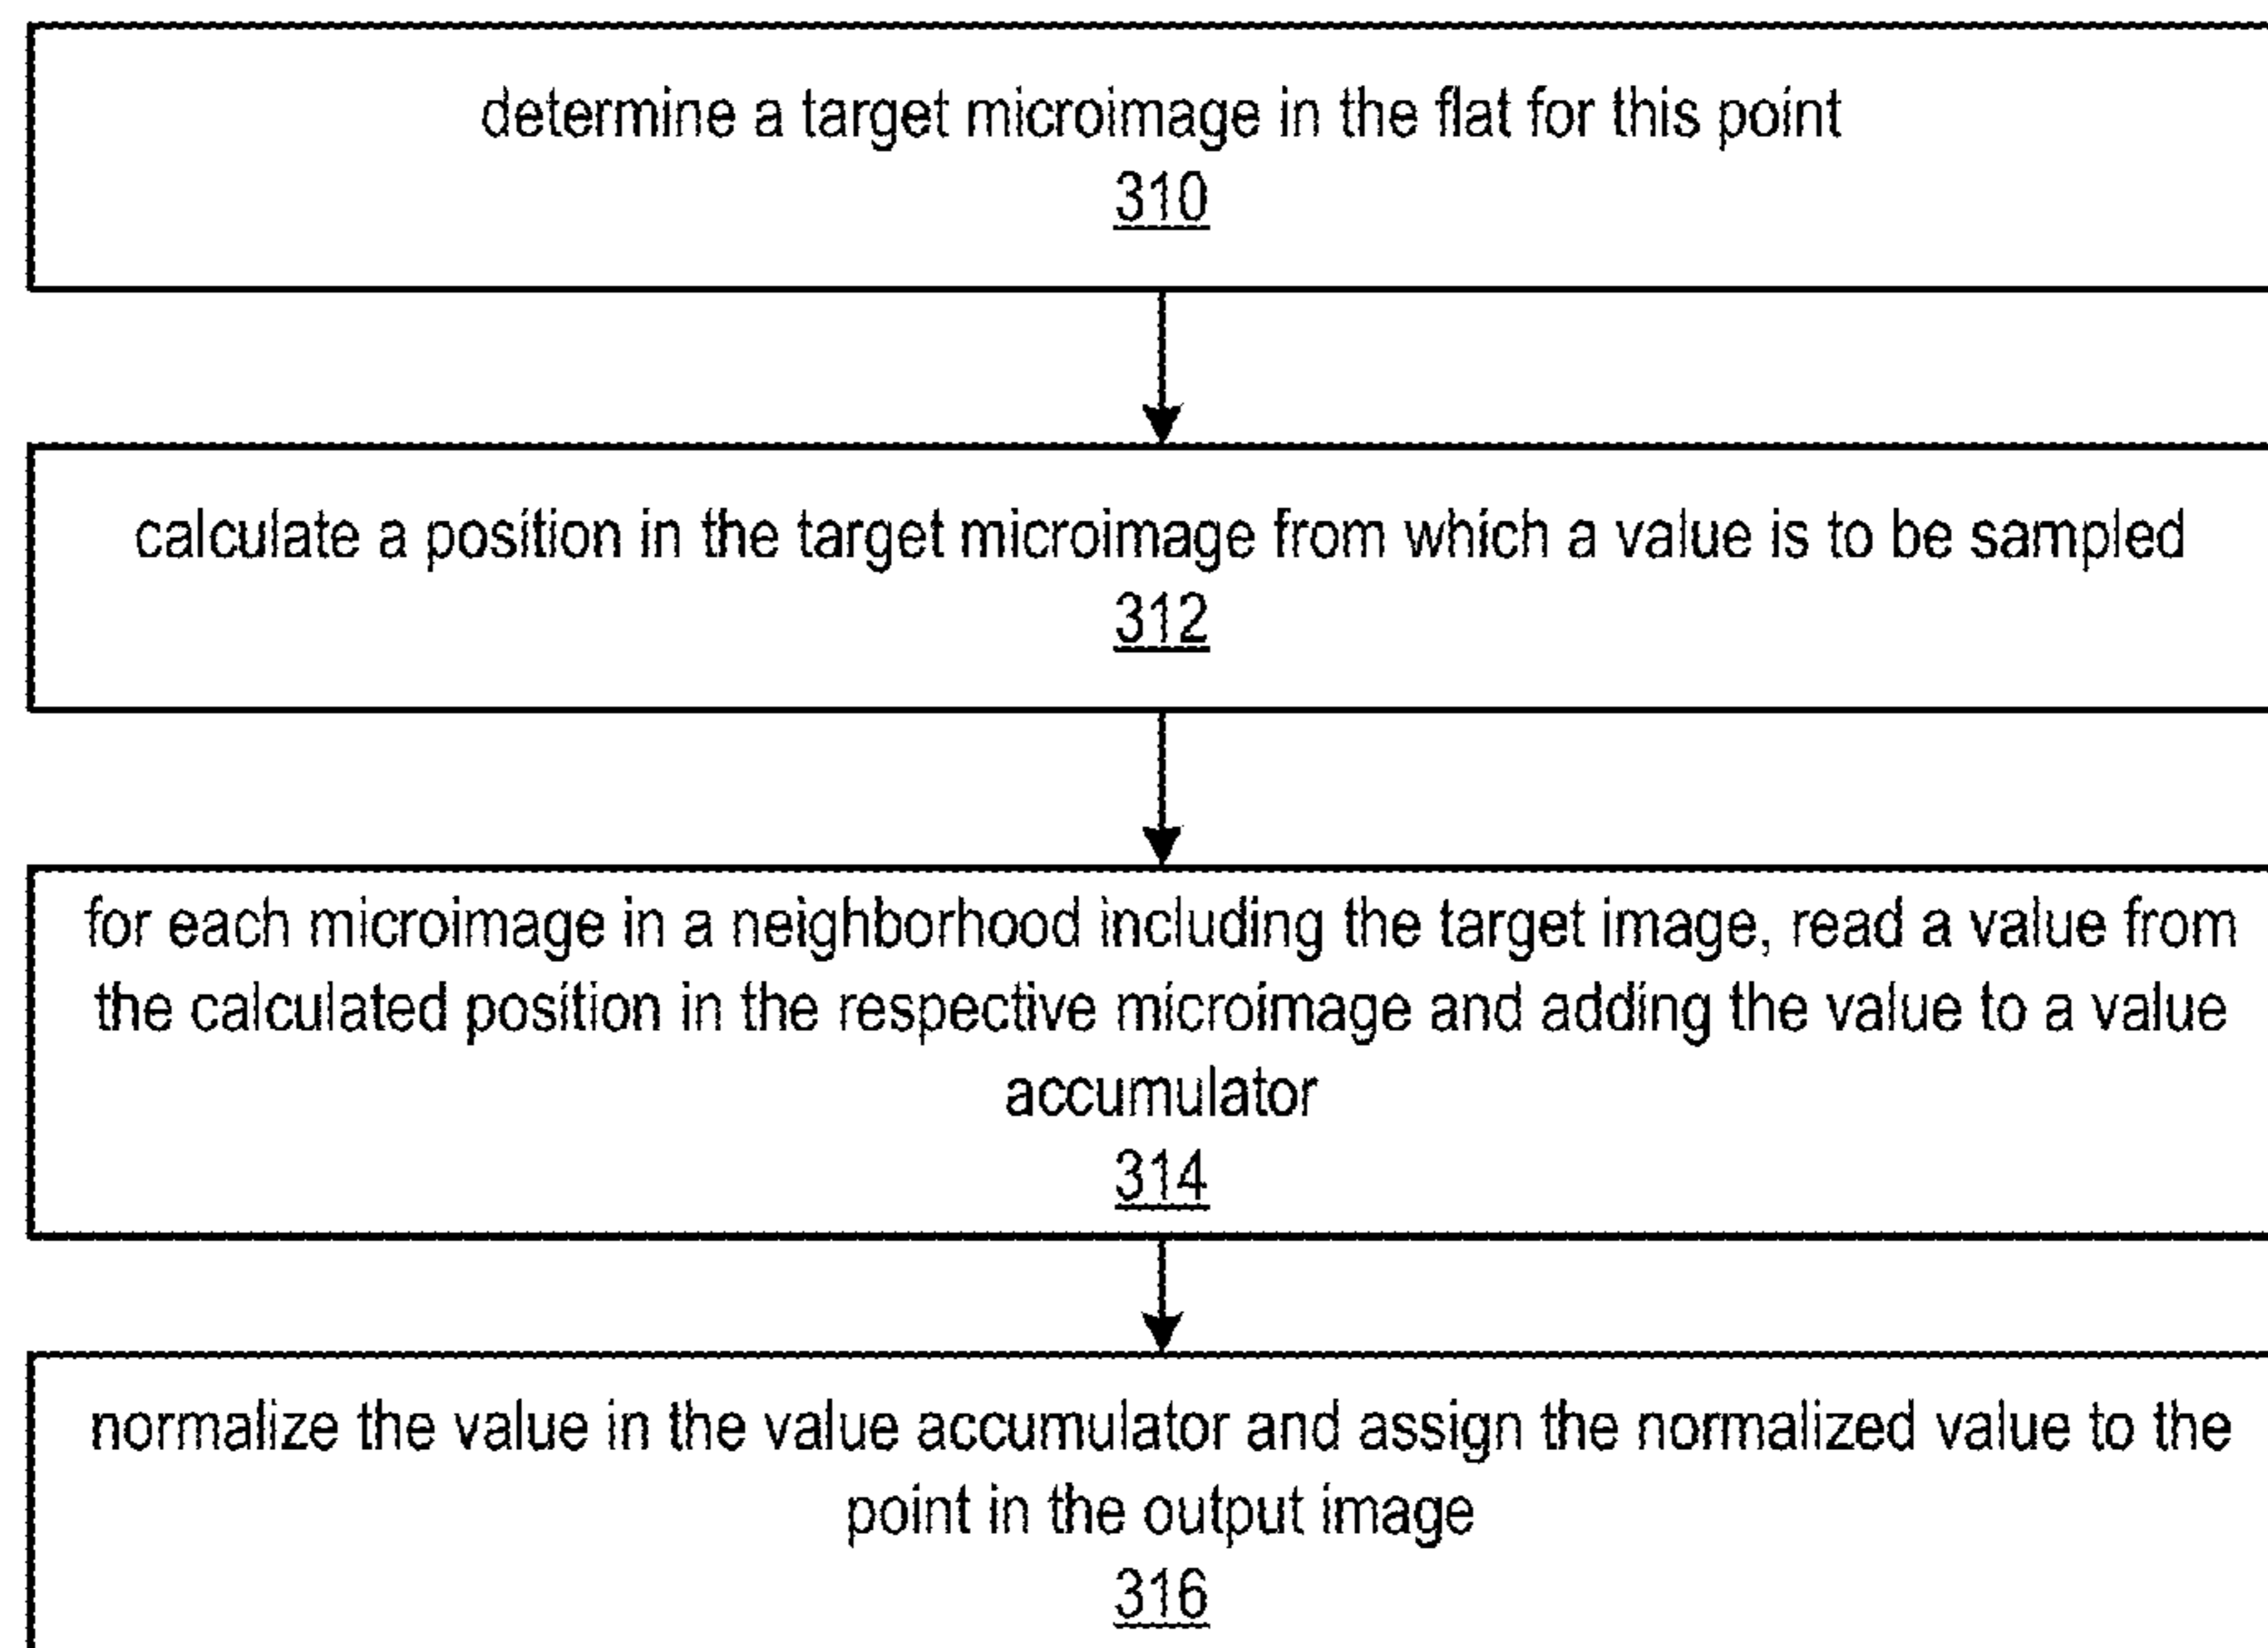 determine a target microimage in the flat for this point
310
calculate a position in the target microimage from which a value is to be sampled
312
for each microimage in a neighborhood including the target image, read a value from
the calculated position in the respective microimage and adding the value to a value
accumulator
314
normalize the value in the value accumulator and assign the normalized value to the
point in the output image
316